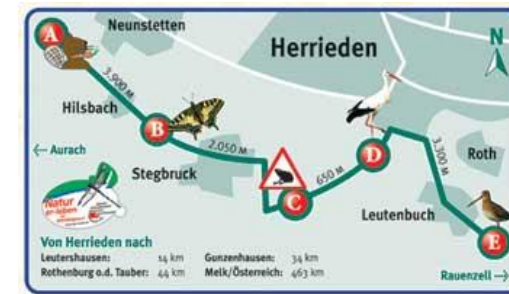 Neunstetten
A
Herrieden
N
3.900 M
Hilsbach
B
← Aurach
2.050 M
Stegbruck
C
650 M
D
3.300 M
Roth
Leutenbuch
E
Natur
er-leben
Von Herrieden nach
Leutershausen: 14 km Gunzenhausen: 34 km
Rothenburg o.d. Tauber: 44 km Melk/Österreich: 463 km
Rauenzell →